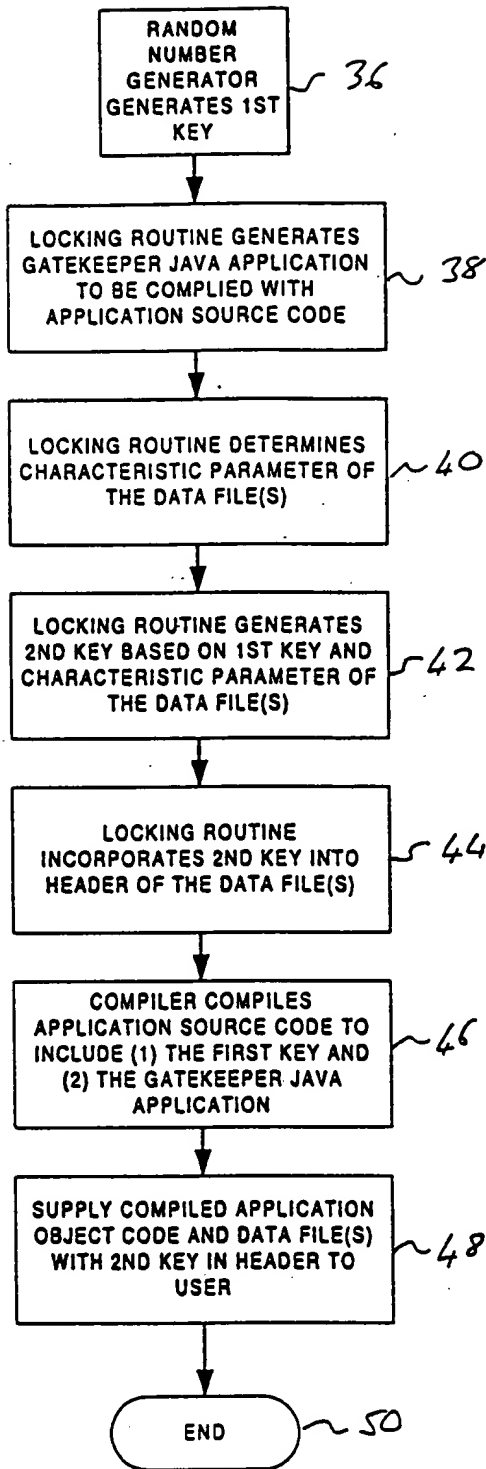 RANDOM
NUMBER
GENERATOR
GENERATES 1ST
KEY
36
LOCKING ROUTINE GENERATES
GATEKEEPER JAVA APPLICATION
TO BE COMPLIED WITH
APPLICATION SOURCE CODE
38
LOCKING ROUTINE DETERMINES
CHARACTERISTIC PARAMETER OF
THE DATA FILE(S)
40
LOCKING ROUTINE GENERATES
2ND KEY BASED ON 1ST KEY AND
CHARACTERISTIC PARAMETER OF
THE DATA FILE(S)
42
LOCKING ROUTINE
INCORPORATES 2ND KEY INTO
HEADER OF THE DATA FILE(S)
44
COMPILER COMPILES
APPLICATION SOURCE CODE TO
INCLUDE (1) THE FIRST KEY AND
(2) THE GATEKEEPER JAVA
APPLICATION
46
SUPPLY COMPILED APPLICATION
OBJECT CODE AND DATA FILE(S)
WITH 2ND KEY IN HEADER TO
USER
48
END
50